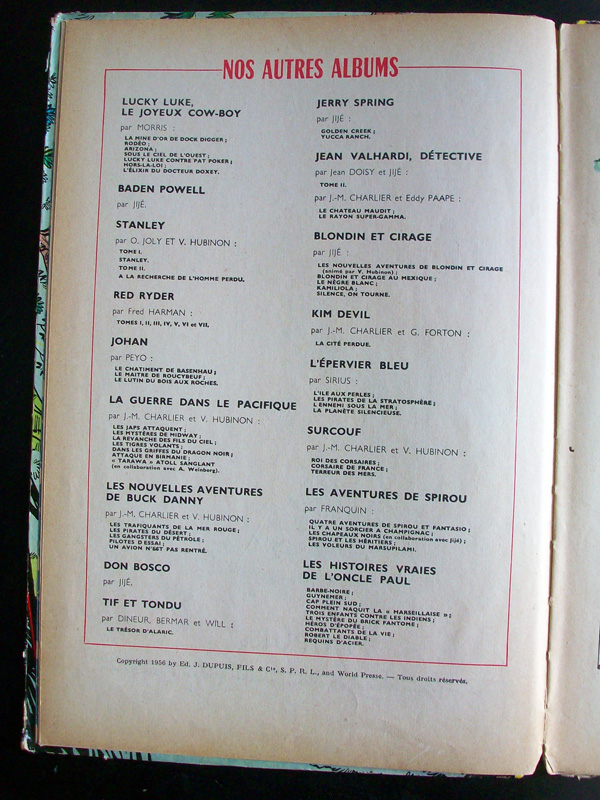 NOS AUTRES ALBUMS
LUCKY LUKE,
LE JOYEUX COW-BOY
par MORRIS :
LA MINE D'OR DE DOCK DIGGER ;
RODÉO ;
ARIZONA ;
SOUS LE CIEL DE L'OUEST ;
LUCKY LUKE CONTRE PAT POKER ;
HORS-LA-LOI ;
L'ÉLIXIR DU DOCTEUR DOXEY.
BADEN POWELL
par JIJÉ.
STANLEY
par O. JOLY ET V. HUBINON :
TOME I.
STANLEY.
TOME II.
A LA RECHERCHE DE L'HOMME PERDU.
RED RYDER
par Fred HARMAN :
TOMES I, II, III, IV, V, VI et VII.
JOHAN
par PEYO :
LE CHATIMENT DE BASENHAU ;
LE MAITRE DE ROUCYBEUF ;
LE LUTIN DU BOIS AUX ROCHES.
LA GUERRE DANS LE PACIFIQUE
par J.-M. CHARLIER et V. HUBINON :
LES JAPS ATTAQUENT ;
LES MYSTÈRES DE MIDWAY ;
LA REVANCHE DES FILS DU CIEL ;
LES TIGRES VOLANTS ;
DANS LES GRIFFES DU DRAGON NOIR ;
ATTAQUE EN BIRMANIE ;
« TARAWA » ATOLL SANGLANT
(en collaboration avec A. Weinberg).
LES NOUVELLES AVENTURES
DE BUCK DANNY
par J.-M. CHARLIER et V. HUBINON :
LES TRAFIQUANTS DE LA MER ROUGE ;
LES PIRATES DU DÉSERT ;
LES GANGSTERS DU PÉTROLE ;
PILOTES D'ESSAI ;
UN AVION N'EST PAS RENTRÉ.
DON BOSCO
par JIJÉ.
TIF ET TONDU
par DINEUR, BERMAR et WILL :
LE TRÉSOR D'ALARIC.
JERRY SPRING
par JIJÉ :
GOLDEN CREEK ;
YUCCA RANCH.
JEAN VALHARDI, DÉTECTIVE
par Jean DOISY et JIJÉ :
TOME II.
par J.-M. CHARLIER et Eddy PAAPE :
LE CHATEAU MAUDIT ;
LE RAYON SUPER-GAMMA.
BLONDIN ET CIRAGE
par JIJÉ :
LES NOUVELLES AVENTURES DE BLONDIN ET CIRAGE
(animé par V. Hubinon) ;
BLONDIN ET CIRAGE AU MEXIQUE ;
LE NÈGRE BLANC ;
KAMILIOLA ;
SILENCE, ON TOURNE.
KIM DEVIL
par J.-M. CHARLIER et G. FORTON :
LA CITÉ PERDUE.
L'ÉPERVIER BLEU
par SIRIUS :
L'ILE AUX PERLES ;
LES PIRATES DE LA STRATOSPHÈRE ;
L'ENNEMI SOUS LA MER ;
LA PLANÈTE SILENCIEUSE.
SURCOUF
par J.-M. CHARLIER et V. HUBINON :
ROI DES CORSAIRES ;
CORSAIRE DE FRANCE ;
TERREUR DES MERS.
LES AVENTURES DE SPIROU
par FRANQUIN :
QUATRE AVENTURES DE SPIROU ET FANTASIO ;
IL Y A UN SORCIER A CHAMPIGNAC ;
LES CHAPEAUX NOIRS (en collaboration avec Jijé) ;
SPIROU ET LES HÉRITIERS ;
LES VOLEURS DU MARSUPILAMI.
LES HISTOIRES VRAIES
DE L'ONCLE PAUL
BARBE-NOIRE ;
GUYNEMER ;
CAP PLEIN SUD ;
COMMENT NAQUIT LA « MARSEILLAISE » ;
TROIS ENFANTS CONTRE LES INDIENS ;
LE MYSTÈRE DU BRICK FANTOME ;
HÉROS D'ÉPOPÉE ;
COMBATTANTS DE LA VIE ;
ROBERT LE DIABLE ;
REQUINS D'ACIER.
Copyright 1956 by Ed. J. DUPUIS, FILS & Cie, S. P. R. L., and World Presse. — Tous droits réservés.